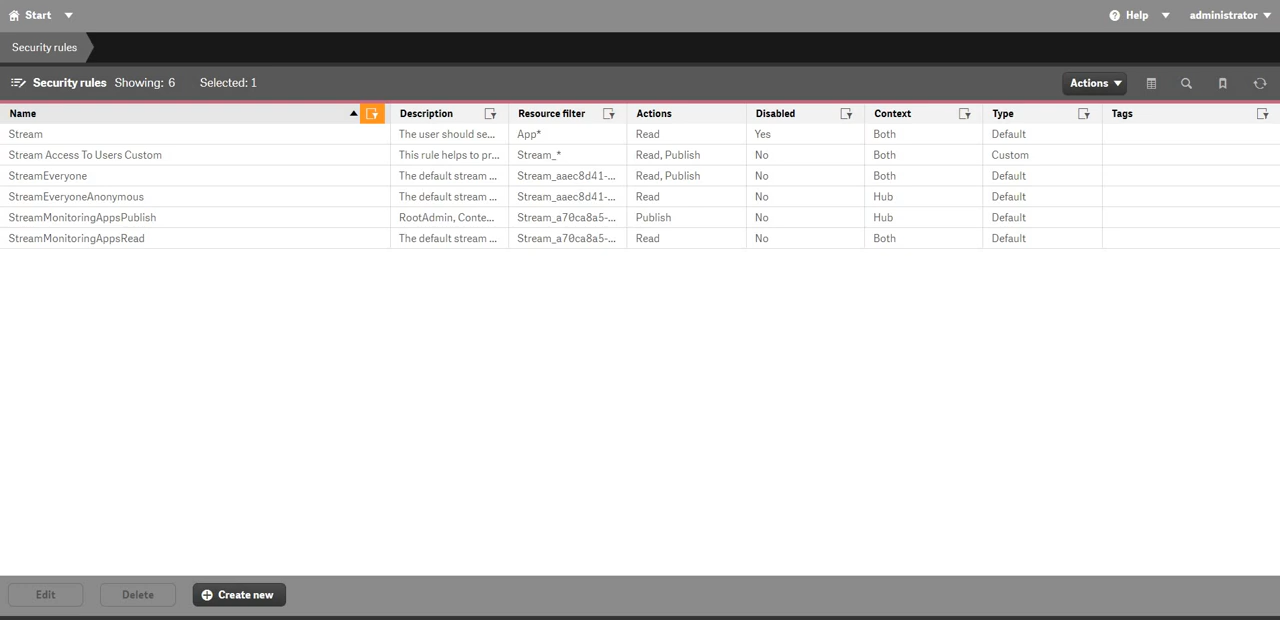 Start Help administrator
Security rules
Security rules Showing: 6 Selected: 1 Actions
Name Description Resource filter Actions Disabled Context Type Tags
Stream The user should se... App* Read Yes Both Default
Stream Access To Users Custom This rule helps to pr... Stream_* Read, Publish No Both Custom
StreamEveryone The default stream ... Stream_aaec8d41-... Read, Publish No Both Default
StreamEveryoneAnonymous The default stream ... Stream_aaec8d41-... Read No Hub Default
StreamMonitoringAppsPublish RootAdmin, Conte... Stream_a70ca8a5-... Publish No Hub Default
StreamMonitoringAppsRead The default stream ... Stream_a70ca8a5-... Read No Both Default
Edit Delete Create new